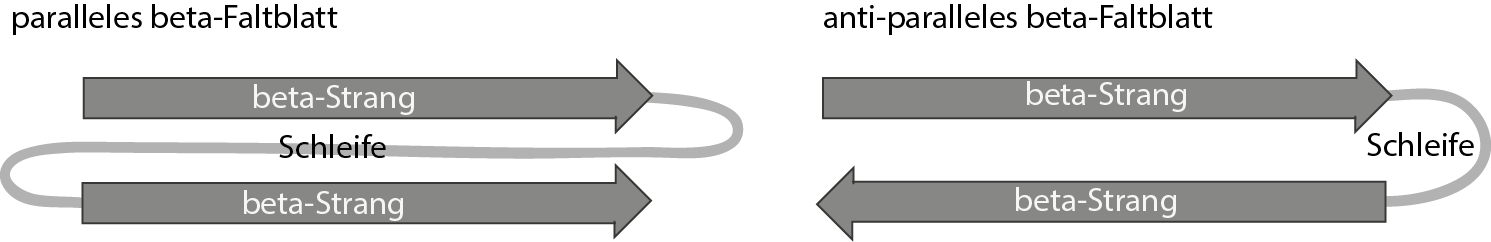 paralleles beta-Faltblatt
beta-Strang
Schleife
beta-Strang
anti-paralleles beta-Faltblatt
beta-Strang
Schleife
beta-Strang